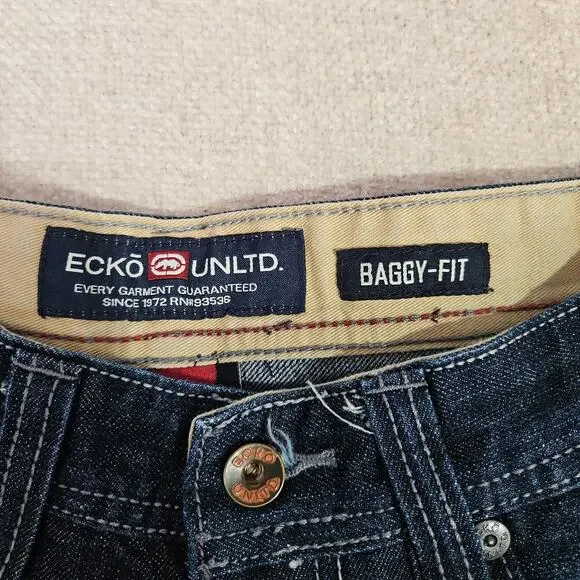 ECKŌ UNLTD.
EVERY GARMENT GUARANTEED
SINCE 1972 RN#93536
BAGGY-FIT
ECKŌ
UNLTD